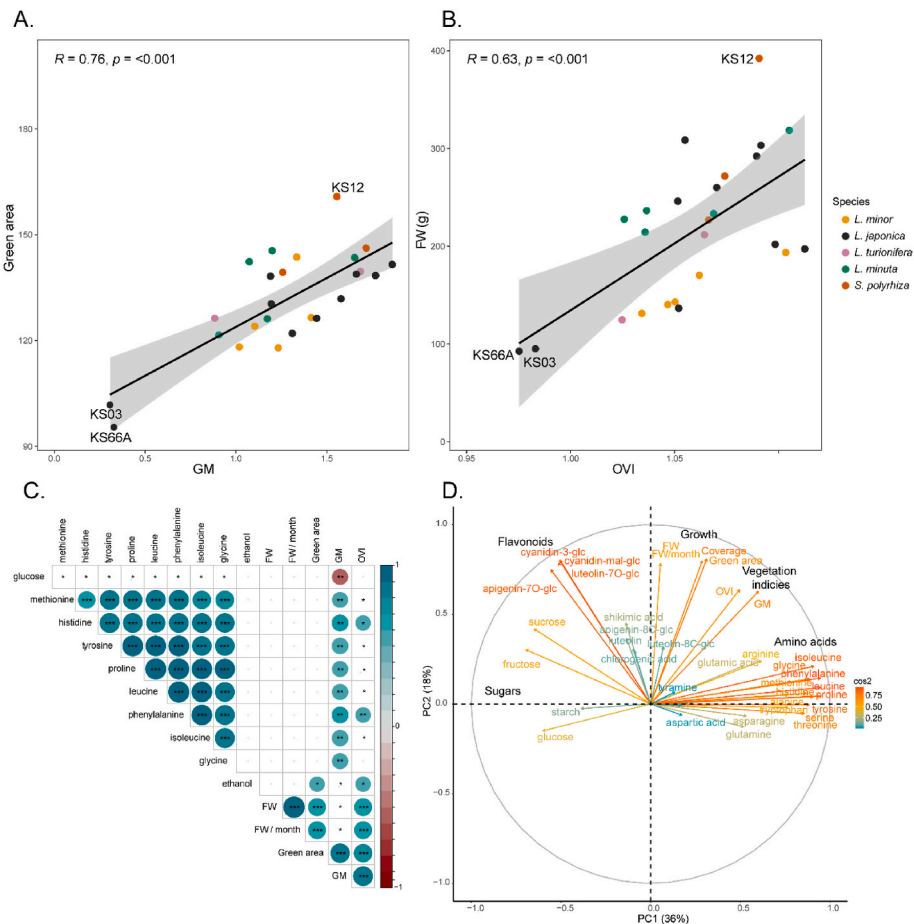 A.
R = 0.76, p = <0.001
KS12
KS03
KS66A
Green area
180
150
120
90
0.0
0.5
1.0
1.5
GM
B.
R = 0.63, p = <0.001
KS12
KS66A
KS03
FW (g)
400
300
200
100
0
0.95
1.00
1.05
OVI
Species
L. minor
L. japonica
L. turionifera
L. minuta
S. polyrhiza
C.
methionine
histidine
tyrosine
proline
leucine
phenylalanine
isoleucine
glycine
ethanol
FW
FW / month
Green area
GM
OVI
glucose
methionine
histidine
tyrosine
proline
leucine
phenylalanine
isoleucine
glycine
ethanol
FW
FW / month
Green area
GM
1
0
-1
D.
PC2 (18%)
1.0
0.5
0.0
−0.5
−1.0
Flavonoids
cyanidin-3-glc
cyanidin-mal-glc
luteolin-7O-glc
apigenin-7O-glc
Growth
FW
FW/month
Coverage
Green area
Vegetation
indicies
OVI
GM
shikimic acid
apigenin-8C-glc
luteolin
luteolin-8C-glc
chlorogenic acid
sucrose
fructose
Sugars
starch
glucose
Amino acids
arginine
glutamic acid
isoleucine
glycine
phenylalanine
methionine
leucine
histidine
proline
tyramine
tyrosine
tryptophan
serine
threonine
aspartic acid
asparagine
glutamine
cos2
0.75
0.50
0.25
−1.0
−0.5
0.0
0.5
1.0
PC1 (36%)